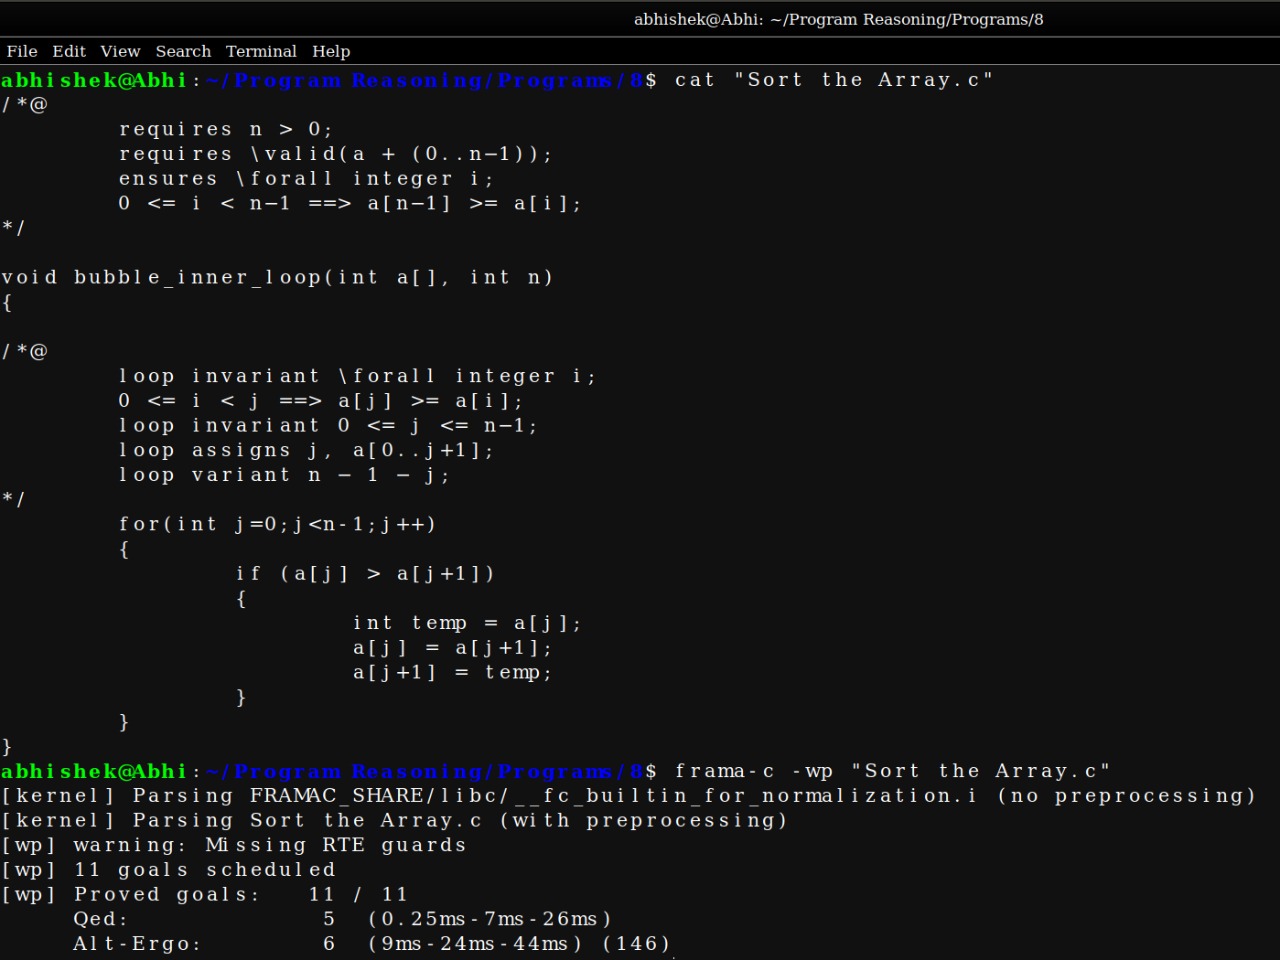 abhishek@Abhi: ~/Program Reasoning/Programs/8
File Edit View Search Terminal Help
abhishek@Abhi:~/Program Reasoning/Programs/8$ cat "Sort the Array.c"
/*@
        requires n > 0;
        requires \valid(a + (0..n−1));
        ensures \forall integer i;
        0 <= i < n−1 ==> a[n−1] >= a[i];
*/
void bubble_inner_loop(int a[], int n)
{
/*@
        loop invariant \forall integer i;
        0 <= i < j ==> a[j] >= a[i];
        loop invariant 0 <= j <= n−1;
        loop assigns j, a[0..j+1];
        loop variant n − 1 − j;
*/
        for(int j=0;j<n-1;j++)
        {
                if (a[j] > a[j+1])
                {
                        int temp = a[j];
                        a[j] = a[j+1];
                        a[j+1] = temp;
                }
        }
}
abhishek@Abhi:~/Program Reasoning/Programs/8$ frama-c -wp "Sort the Array.c"
[kernel] Parsing FRAMAC_SHARE/libc/__fc_builtin_for_normalization.i (no preprocessing)
[kernel] Parsing Sort the Array.c (with preprocessing)
[wp] warning: Missing RTE guards
[wp] 11 goals scheduled
[wp] Proved goals:   11 / 11
     Qed:             5  (0.25ms-7ms-26ms)
     Alt-Ergo:        6  (9ms-24ms-44ms) (146)